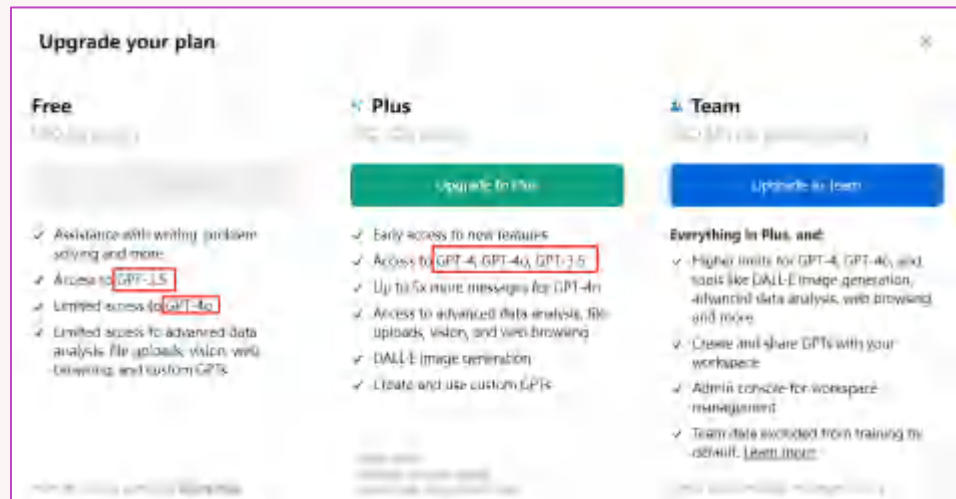 Upgrade your plan
Free
Assistance with writing, problem
solving and more
Access to GPT-3.5
Limited access to GPT-4o
Limited access to advanced data
analysis, file uploads, vision, web
browsing, and custom GPTs
Plus
Upgrade to Plus
Early access to new features
Access to GPT-4, GPT-4o, GPT-3.5
Up to 5x more messages for GPT-4o
Access to advanced data analysis, file
uploads, vision, and web browsing
DALL·E image generation
Create and use custom GPTs
Team
Upgrade to Team
Everything in Plus, and:
Higher limits for GPT-4, GPT-4o, and
tools like DALL·E image generation,
advanced data analysis, web browsing
and more
Create and share GPTs with your
workspace
Admin console for workspace
management
Team data excluded from training by
default. Learn more